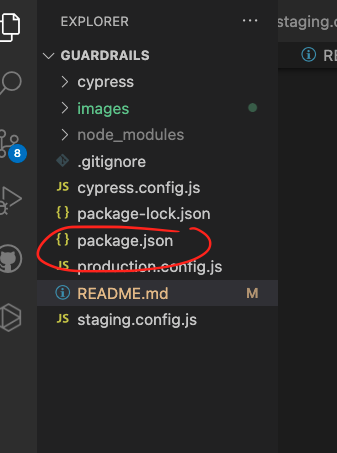 EXPLORER
staging.co
RE
GUARDRAILS
cypress
images
node_modules
.gitignore
JS cypress.config.js
{} package-lock.json
8
{} package.json
JS production.config.js
README.md M
JS staging.config.js